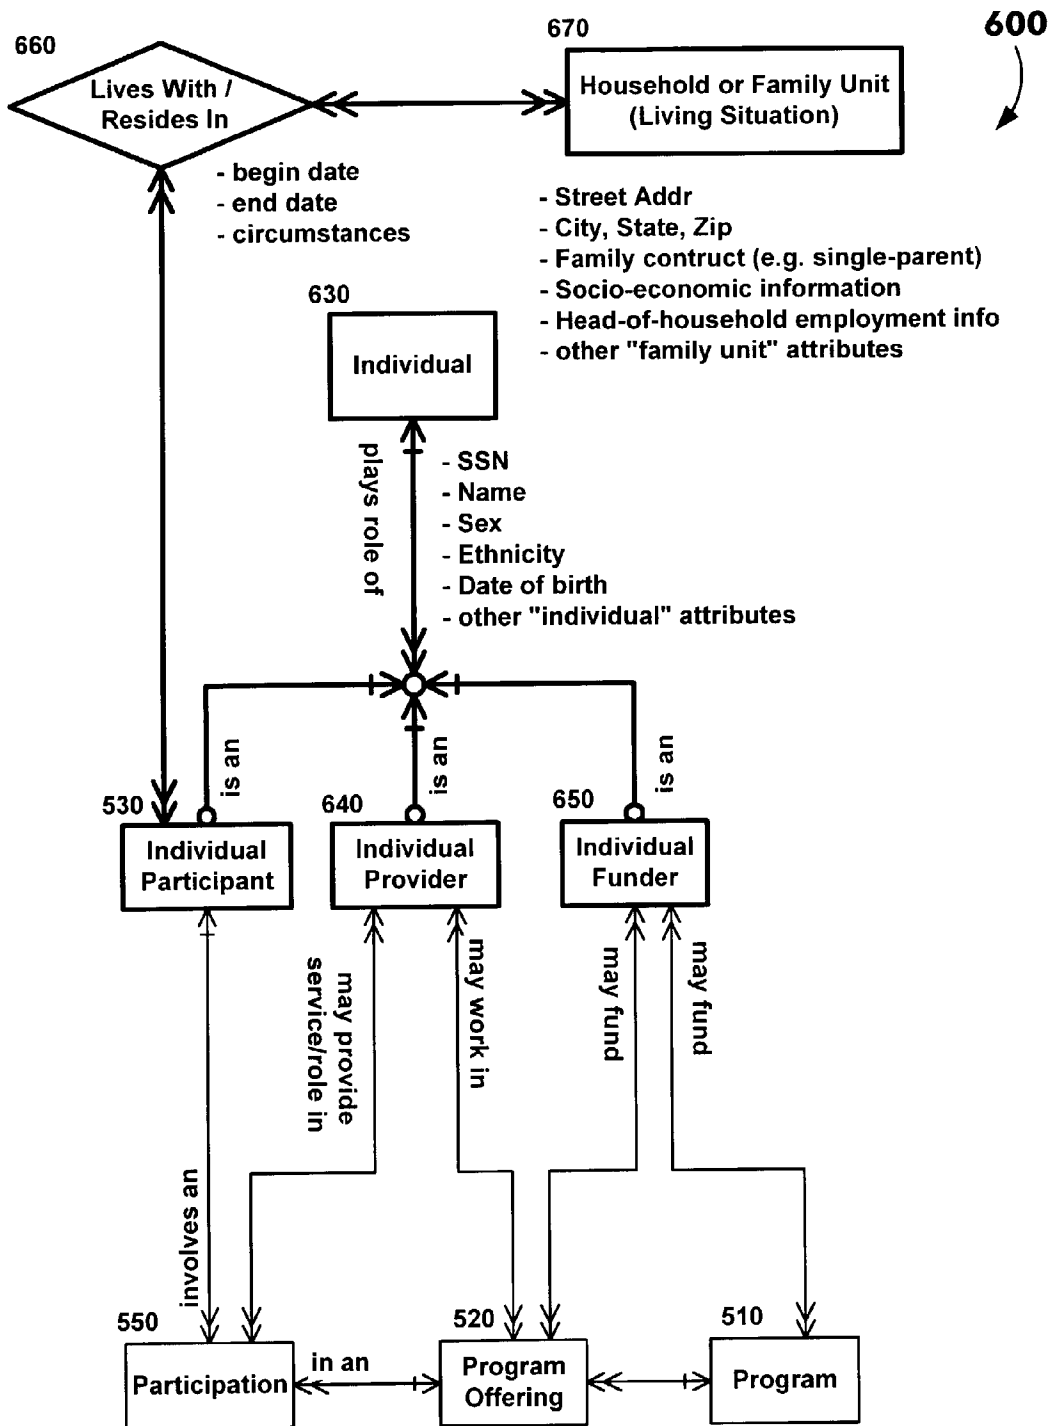 600
660
670
Lives With /
Resides In
Household or Family Unit
(Living Situation)
- begin date
- end date
- circumstances
- Street Addr
- City, State, Zip
- Family contruct (e.g. single-parent)
- Socio-economic information
- Head-of-household employment info
- other "family unit" attributes
630
Individual
plays role of
- SSN
- Name
- Sex
- Ethnicity
- Date of birth
- other "individual" attributes
is an
is an
is an
530
640
650
Individual
Participant
Individual
Provider
Individual
Funder
may provide
service/role in
may work in
may fund
may fund
involves an
550
520
510
Participation
in an
Program
Offering
Program